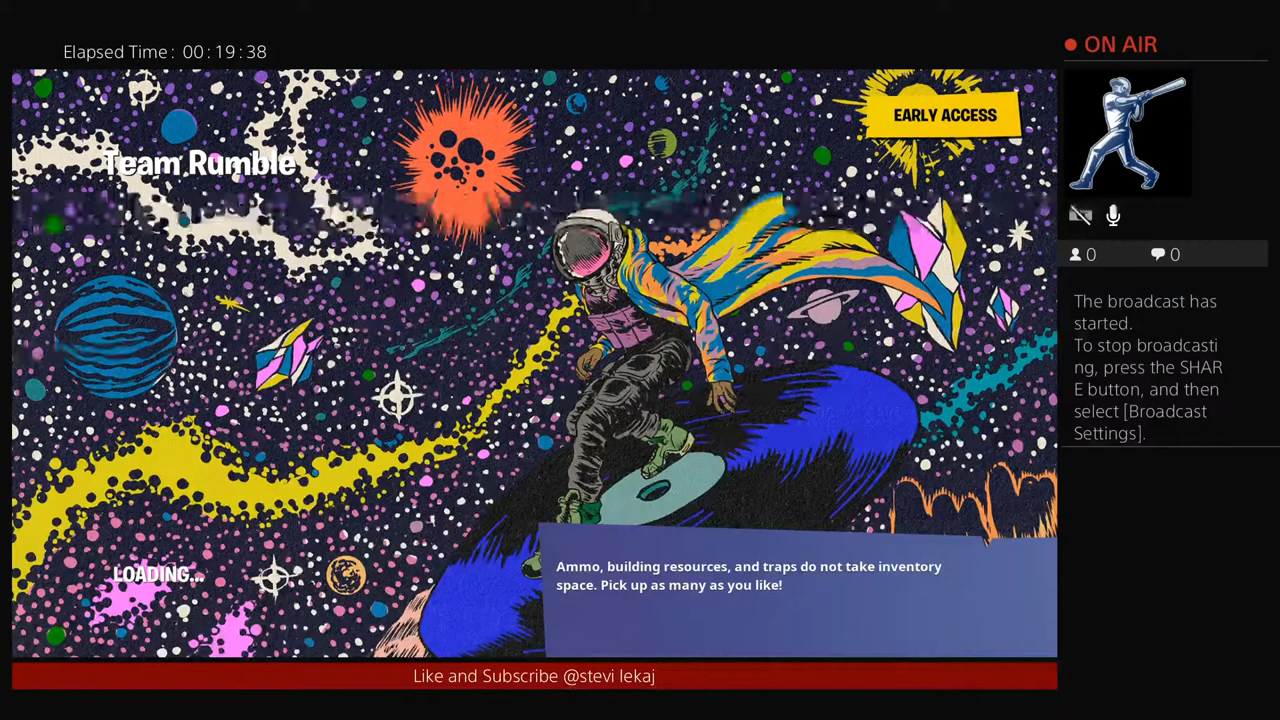 Elapsed Time: 00:19:38
ON AIR
EARLY ACCESS
Team Rumble
0
0
The broadcast has
started.
To stop broadcasti
ng, press the SHAR
E button, and then
select [Broadcast
Settings].
LOADING...
Ammo, building resources, and traps do not take inventory
space. Pick up as many as you like!
Like and Subscribe @stevi lekaj